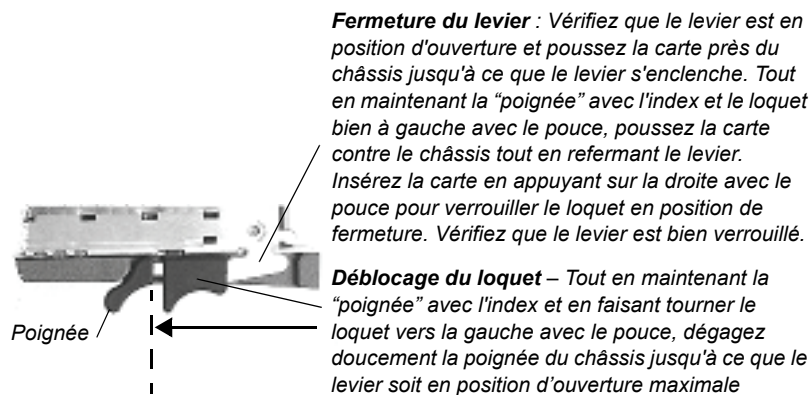 Fermeture du levier : Vérifiez que le levier est en
position d'ouverture et poussez la carte près du
châssis jusqu'à ce que le levier s'enclenche. Tout
en maintenant la “poignée” avec l'index et le loquet
bien à gauche avec le pouce, poussez la carte
contre le châssis tout en refermant le levier.
Insérez la carte en appuyant sur la droite avec le
pouce pour verrouiller le loquet en position de
fermeture. Vérifiez que le levier est bien verrouillé.
Déblocage du loquet – Tout en maintenant la
“poignée” avec l'index et en faisant tourner le
loquet vers la gauche avec le pouce, dégagez
doucement la poignée du châssis jusqu'à ce que le
levier soit en position d’ouverture maximale
Poignée